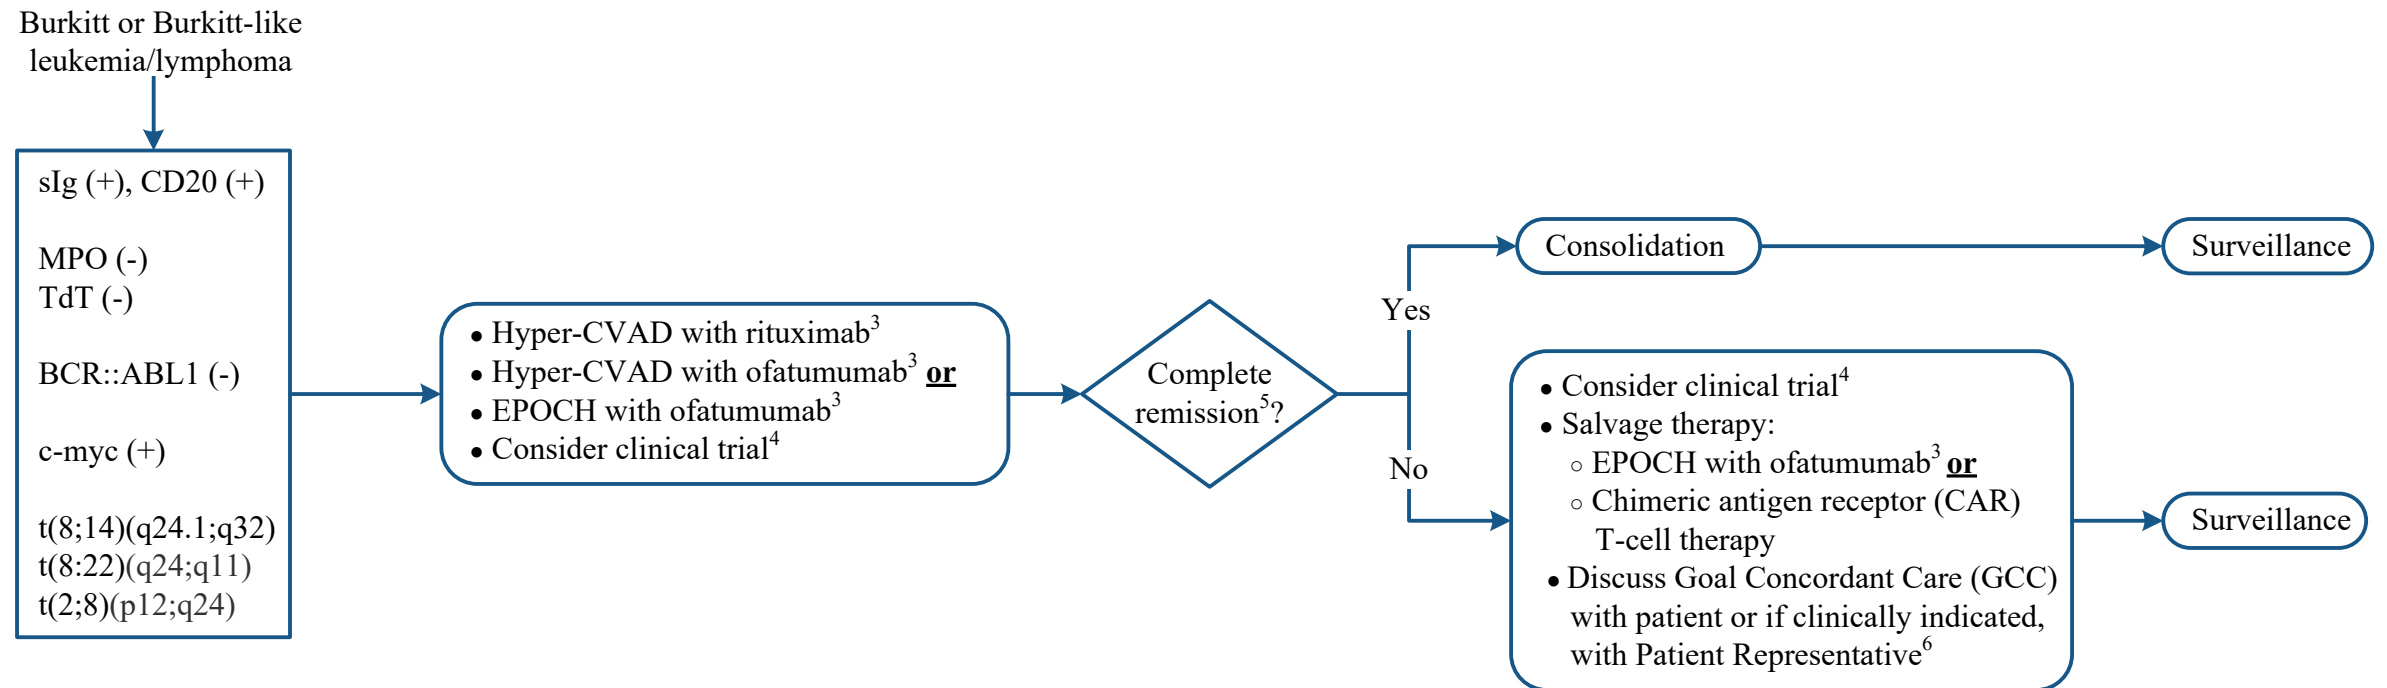 Burkitt or Burkitt-like
leukemia/lymphoma
sIg (+), CD20 (+)
MPO (-)
TdT (-)
BCR::ABL1 (-)
c-myc (+)
t(8;14)(q24.1;q32)
t(8:22)(q24;q11)
t(2;8)(p12;q24)
● Hyper-CVAD with rituximab³
● Hyper-CVAD with ofatumumab³ or
● EPOCH with ofatumumab³
● Consider clinical trial⁴
Complete
remission⁵?
Yes
Consolidation
Surveillance
No
● Consider clinical trial⁴
● Salvage therapy:
○ EPOCH with ofatumumab³ or
○ Chimeric antigen receptor (CAR)
T-cell therapy
● Discuss Goal Concordant Care (GCC)
with patient or if clinically indicated,
with Patient Representative⁶
Surveillance